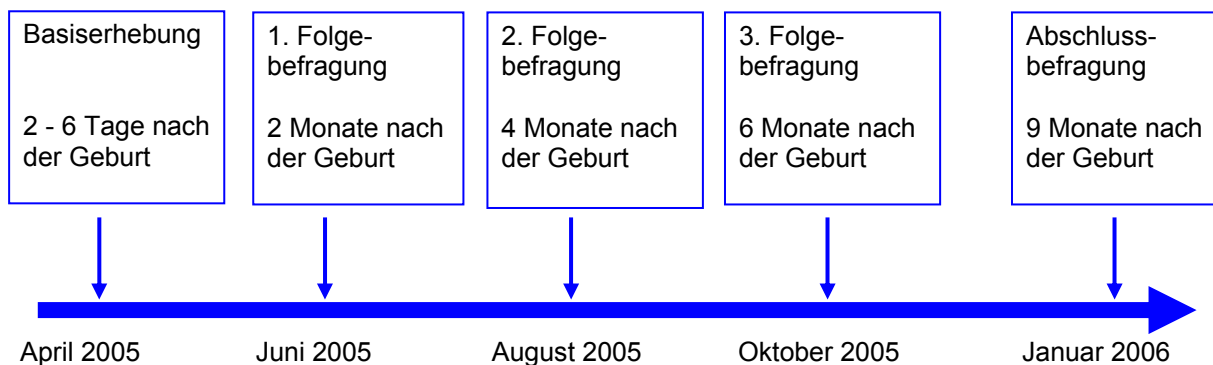 Basiserhebung
2 - 6 Tage nach
der Geburt
1. Folge-
befragung
2 Monate nach
der Geburt
2. Folge-
befragung
4 Monate nach
der Geburt
3. Folge-
befragung
6 Monate nach
der Geburt
Abschluss-
befragung
9 Monate nach
der Geburt
April 2005
Juni 2005
August 2005
Oktober 2005
Januar 2006